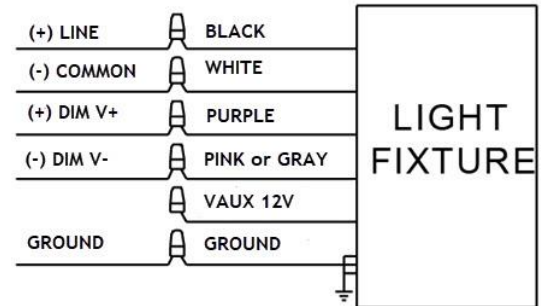 (+) LINE BLACK
(-) COMMON WHITE
(+) DIM V+ PURPLE
(-) DIM V- PINK or GRAY
VAUX 12V
GROUND GROUND
LIGHT
FIXTURE